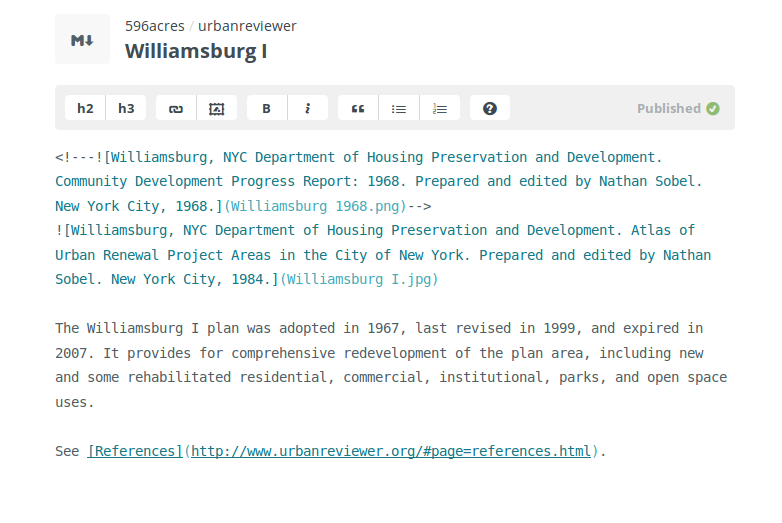 M↓ 596acres / urbanreviewer
Williamsburg I
h2 h3 B i ? Published
<!---![Williamsburg, NYC Department of Housing Preservation and Development.
Community Development Progress Report: 1968. Prepared and edited by Nathan Sobel.
New York City, 1968.](Williamsburg 1968.png)-->
![Williamsburg, NYC Department of Housing Preservation and Development. Atlas of
Urban Renewal Project Areas in the City of New York. Prepared and edited by Nathan
Sobel. New York City, 1984.](Williamsburg I.jpg)
The Williamsburg I plan was adopted in 1967, last revised in 1999, and expired in
2007. It provides for comprehensive redevelopment of the plan area, including new
and some rehabilitated residential, commercial, institutional, parks, and open space
uses.
See [References](http://www.urbanreviewer.org/#page=references.html).